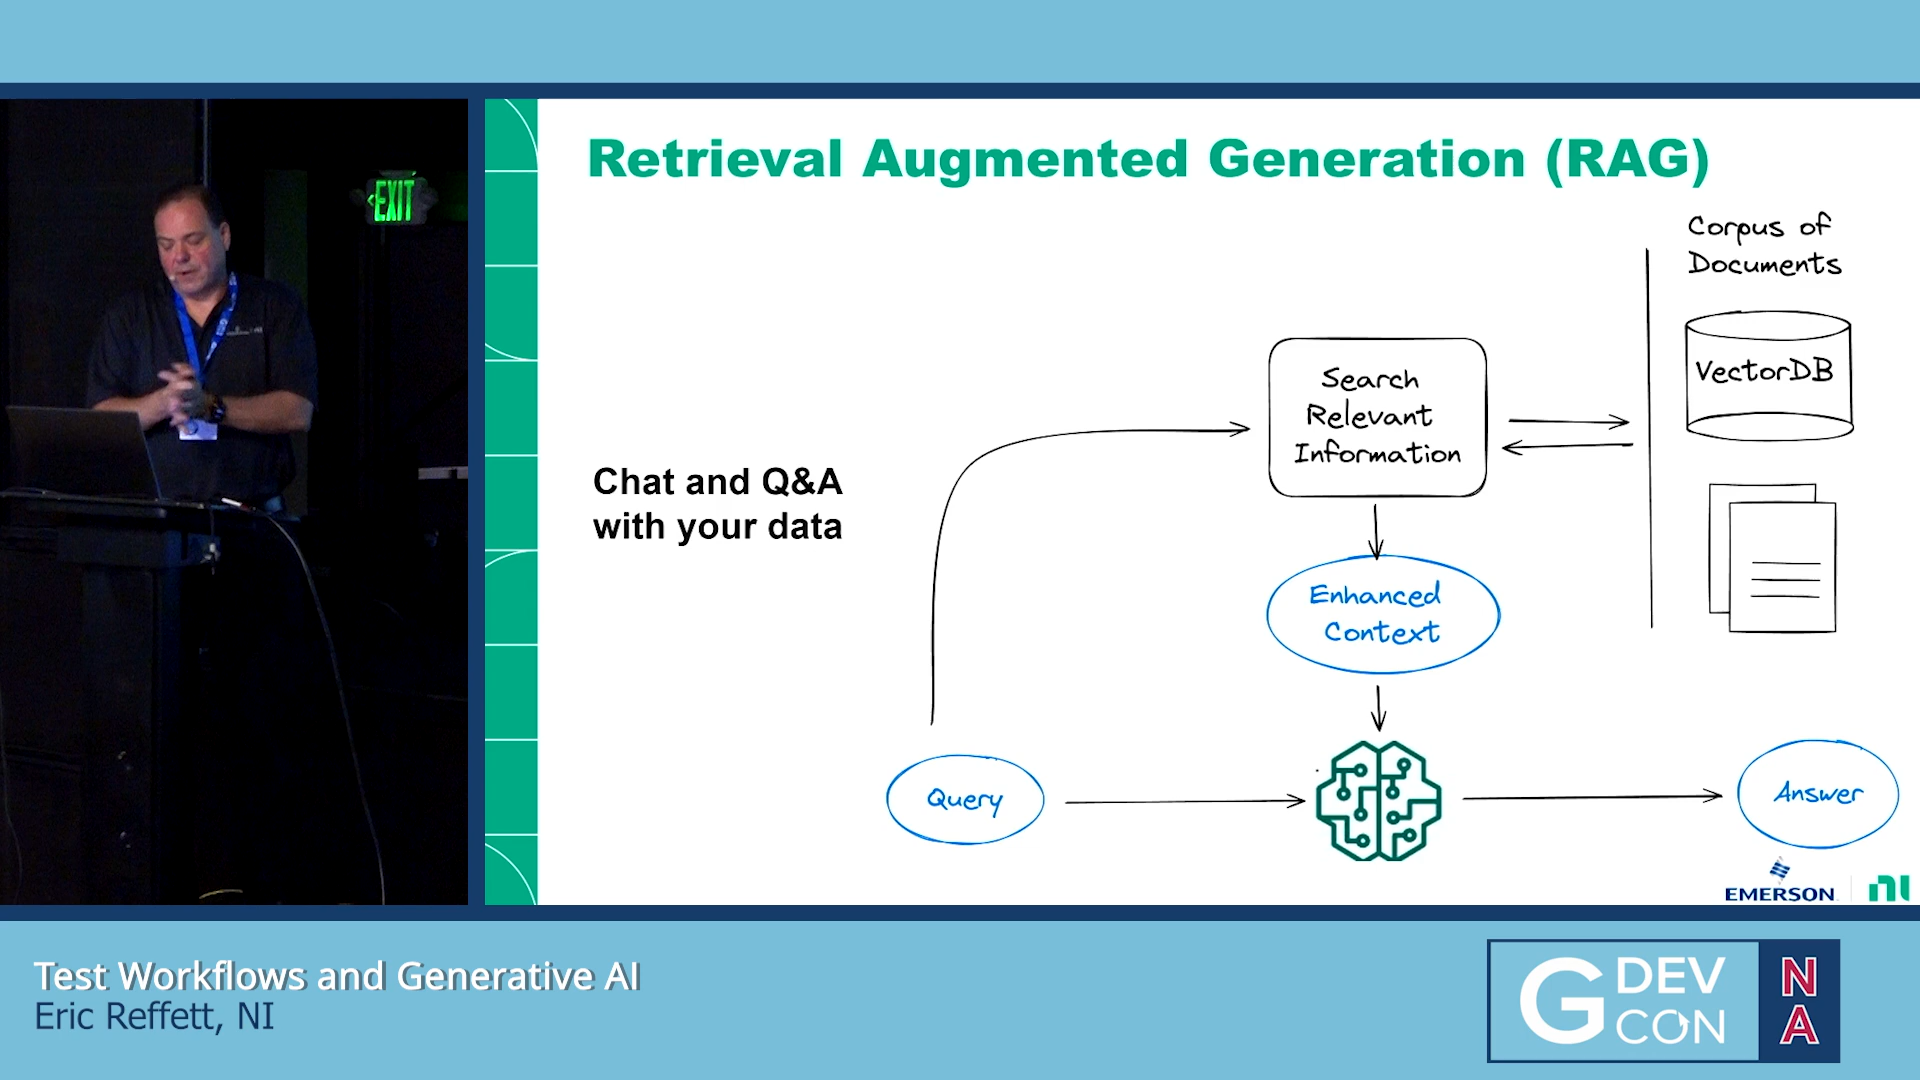 EXIT
Retrieval Augmented Generation (RAG)
Corpus of
Documents
VectorDB
Search
Relevant
Information
Chat and Q&A
with your data
Enhanced
Context
Query
Answer
EMERSON
nı
Test Workflows and Generative AI
Eric Reffett, NI
G DEV
CON
N
A